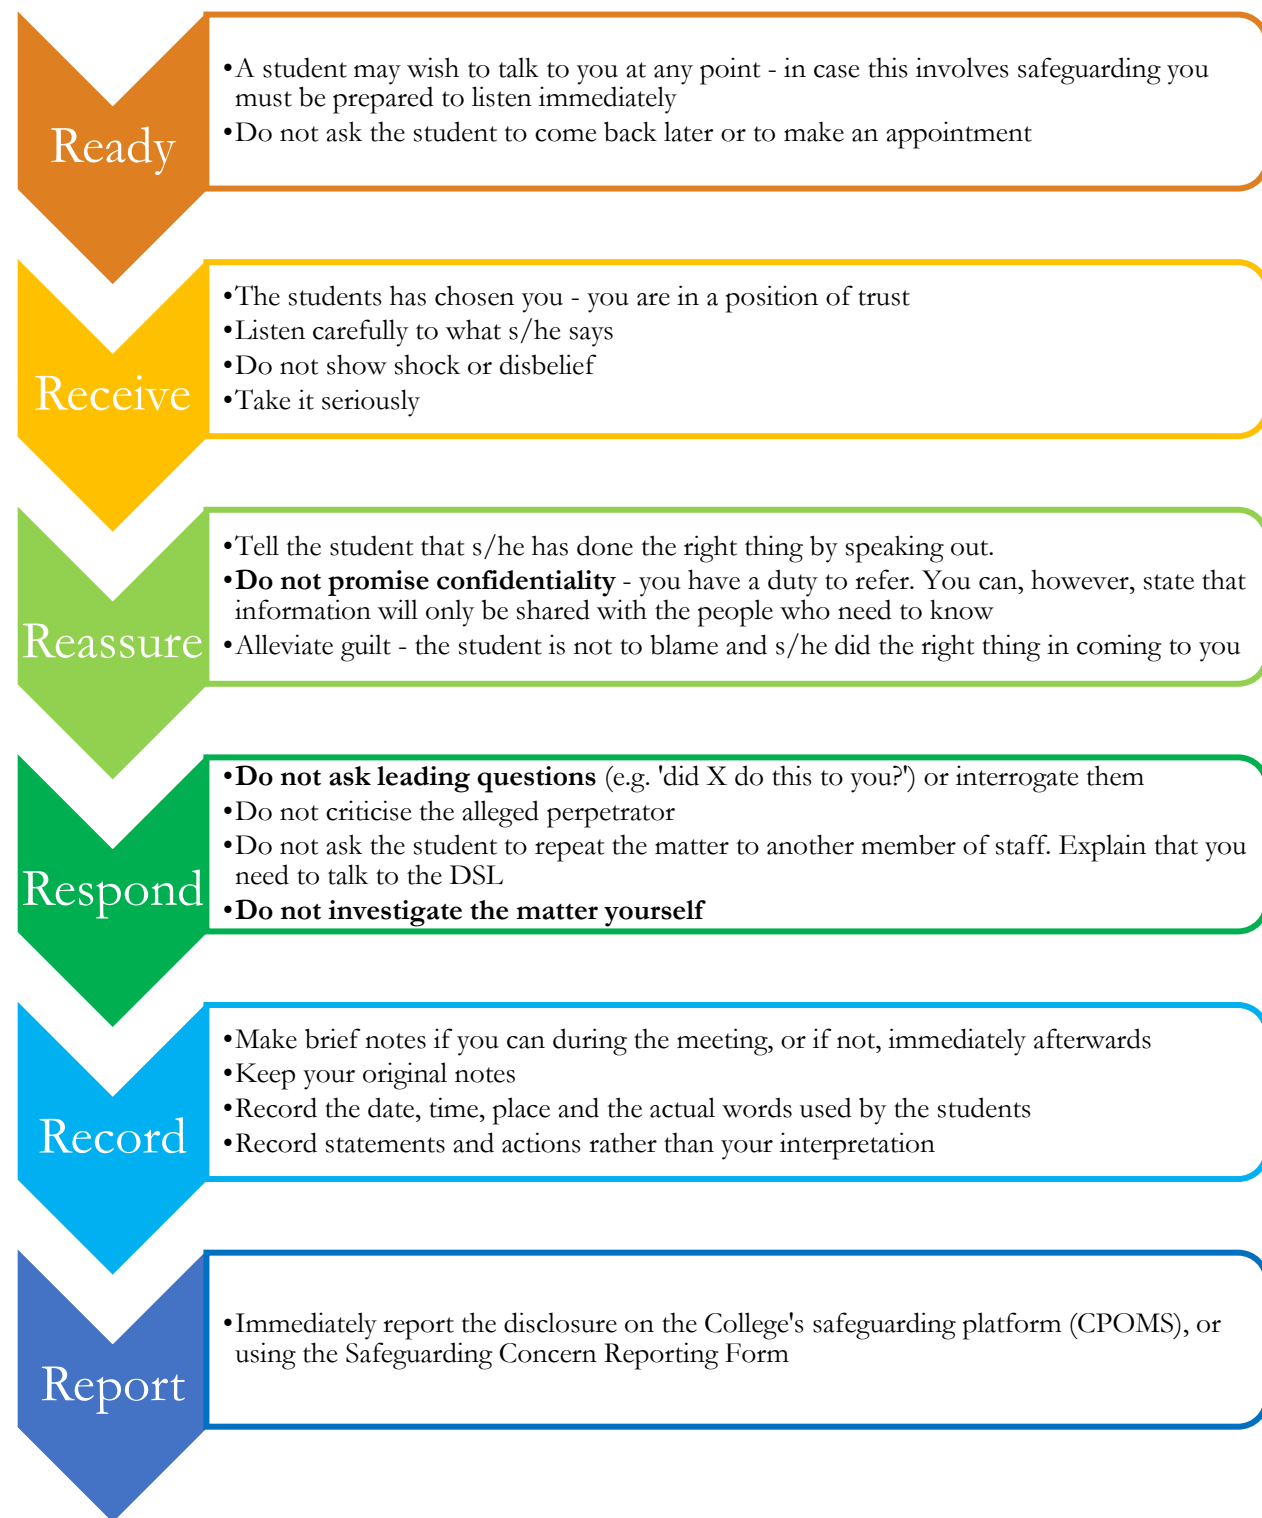 Ready
•A student may wish to talk to you at any point - in case this involves safeguarding you
must be prepared to listen immediately
•Do not ask the student to come back later or to make an appointment
Receive
•The students has chosen you - you are in a position of trust
•Listen carefully to what s/he says
•Do not show shock or disbelief
•Take it seriously
Reassure
•Tell the student that s/he has done the right thing by speaking out.
•Do not promise confidentiality - you have a duty to refer. You can, however, state that
information will only be shared with the people who need to know
•Alleviate guilt - the student is not to blame and s/he did the right thing in coming to you
Respond
•Do not ask leading questions (e.g. 'did X do this to you?') or interrogate them
•Do not criticise the alleged perpetrator
•Do not ask the student to repeat the matter to another member of staff. Explain that you
need to talk to the DSL
•Do not investigate the matter yourself
Record
•Make brief notes if you can during the meeting, or if not, immediately afterwards
•Keep your original notes
•Record the date, time, place and the actual words used by the students
•Record statements and actions rather than your interpretation
Report
•Immediately report the disclosure on the College's safeguarding platform (CPOMS), or
using the Safeguarding Concern Reporting Form